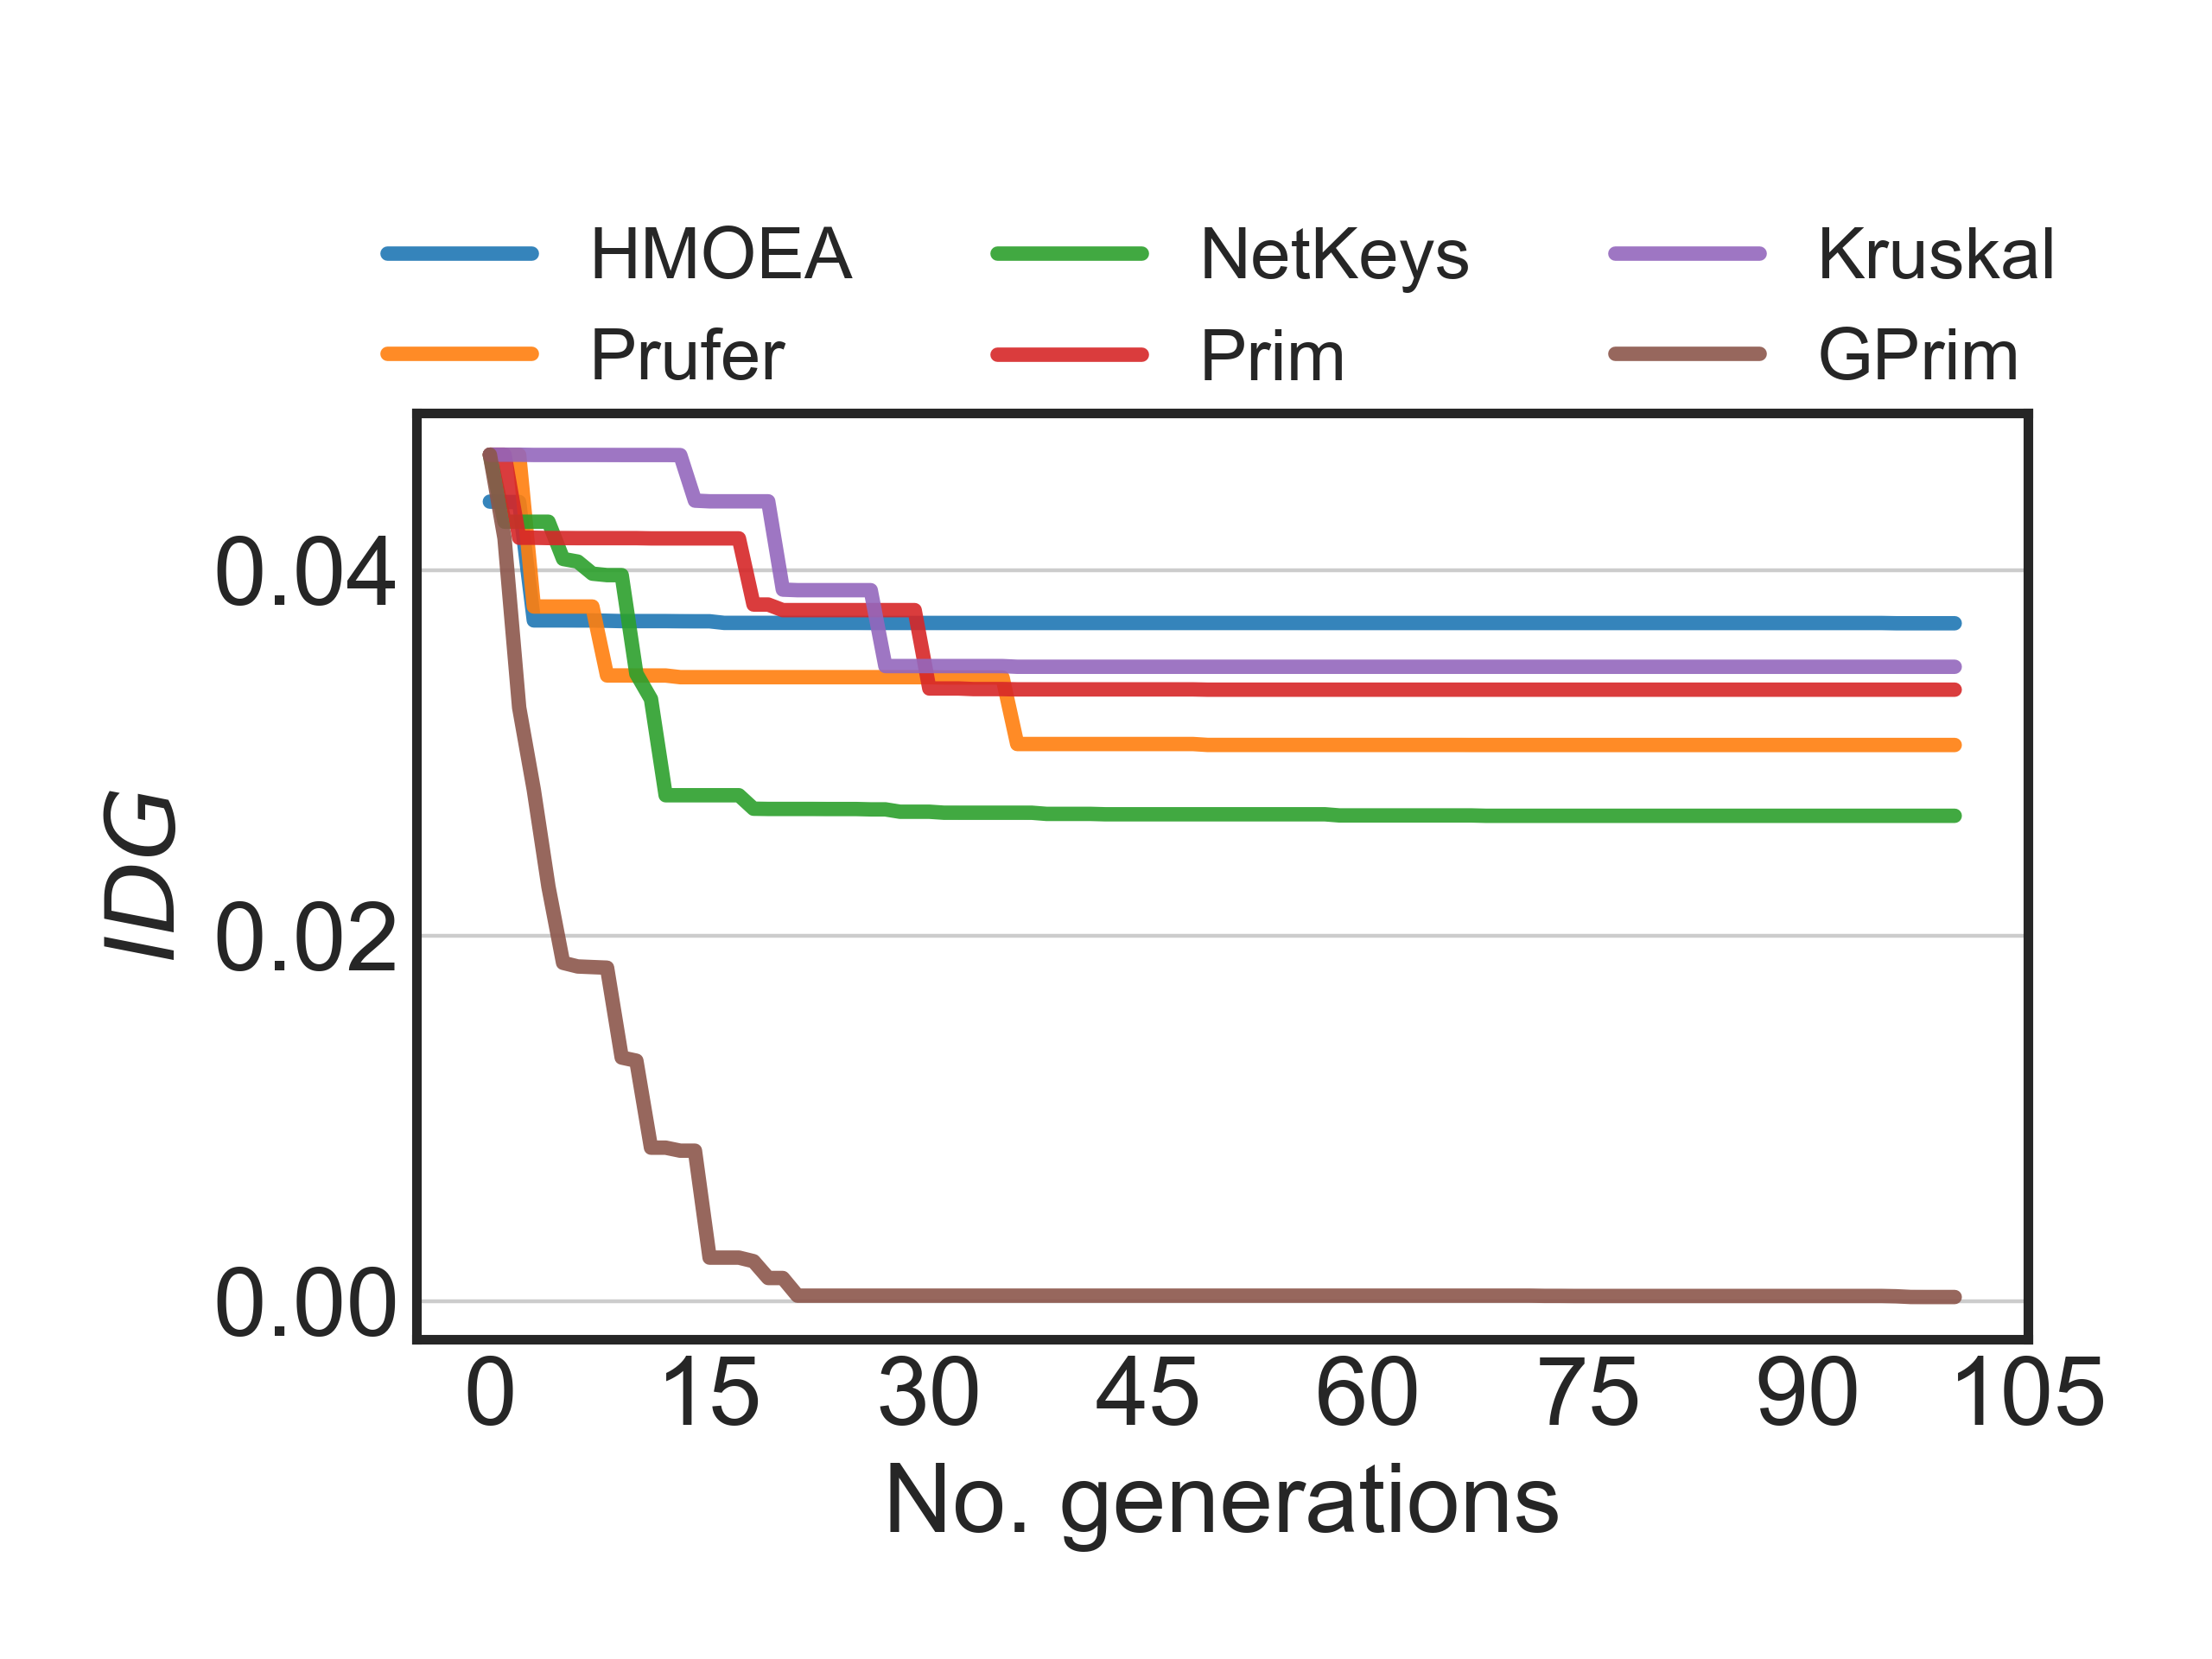 HMOEA NetKeys Kruskal
Prufer Prim GPrim
0.04
0.02
0.00
IDG
0 15 30 45 60 75 90 105
No. generations